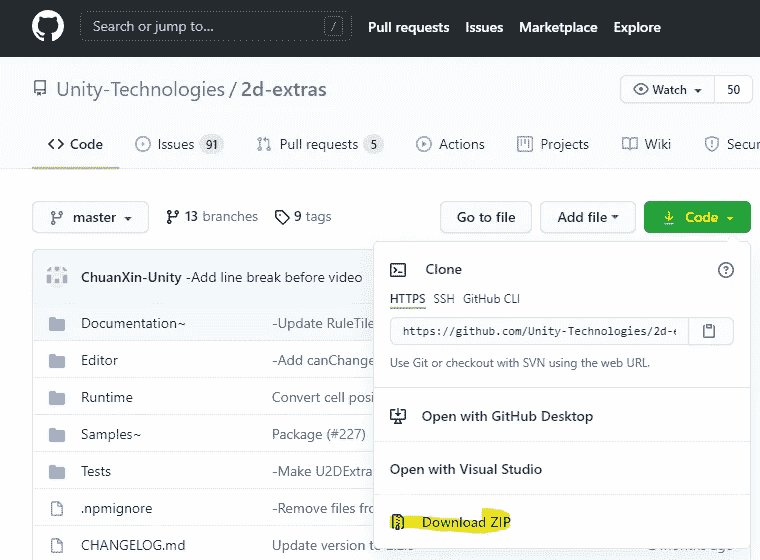 Search or jump to... /
Pull requests Issues Marketplace Explore
Unity-Technologies / 2d-extras
Watch 50
Code Issues 91 Pull requests 5 Actions Projects Wiki Secur
master 13 branches 9 tags Go to file Add file Code
ChuanXin-Unity -Add line break before video
Documentation~ -Update RuleTile
Editor -Add canChange
Runtime Convert cell posi
Samples~ Package (#227)
Tests -Make U2DExtra
.npmignore -Remove files fro
CHANGELOG.md Update version to
Clone ?
HTTPS SSH GitHub CLI
https://github.com/Unity-Technologies/2d-e
Use Git or checkout with SVN using the web URL.
Open with GitHub Desktop
Open with Visual Studio
Download ZIP